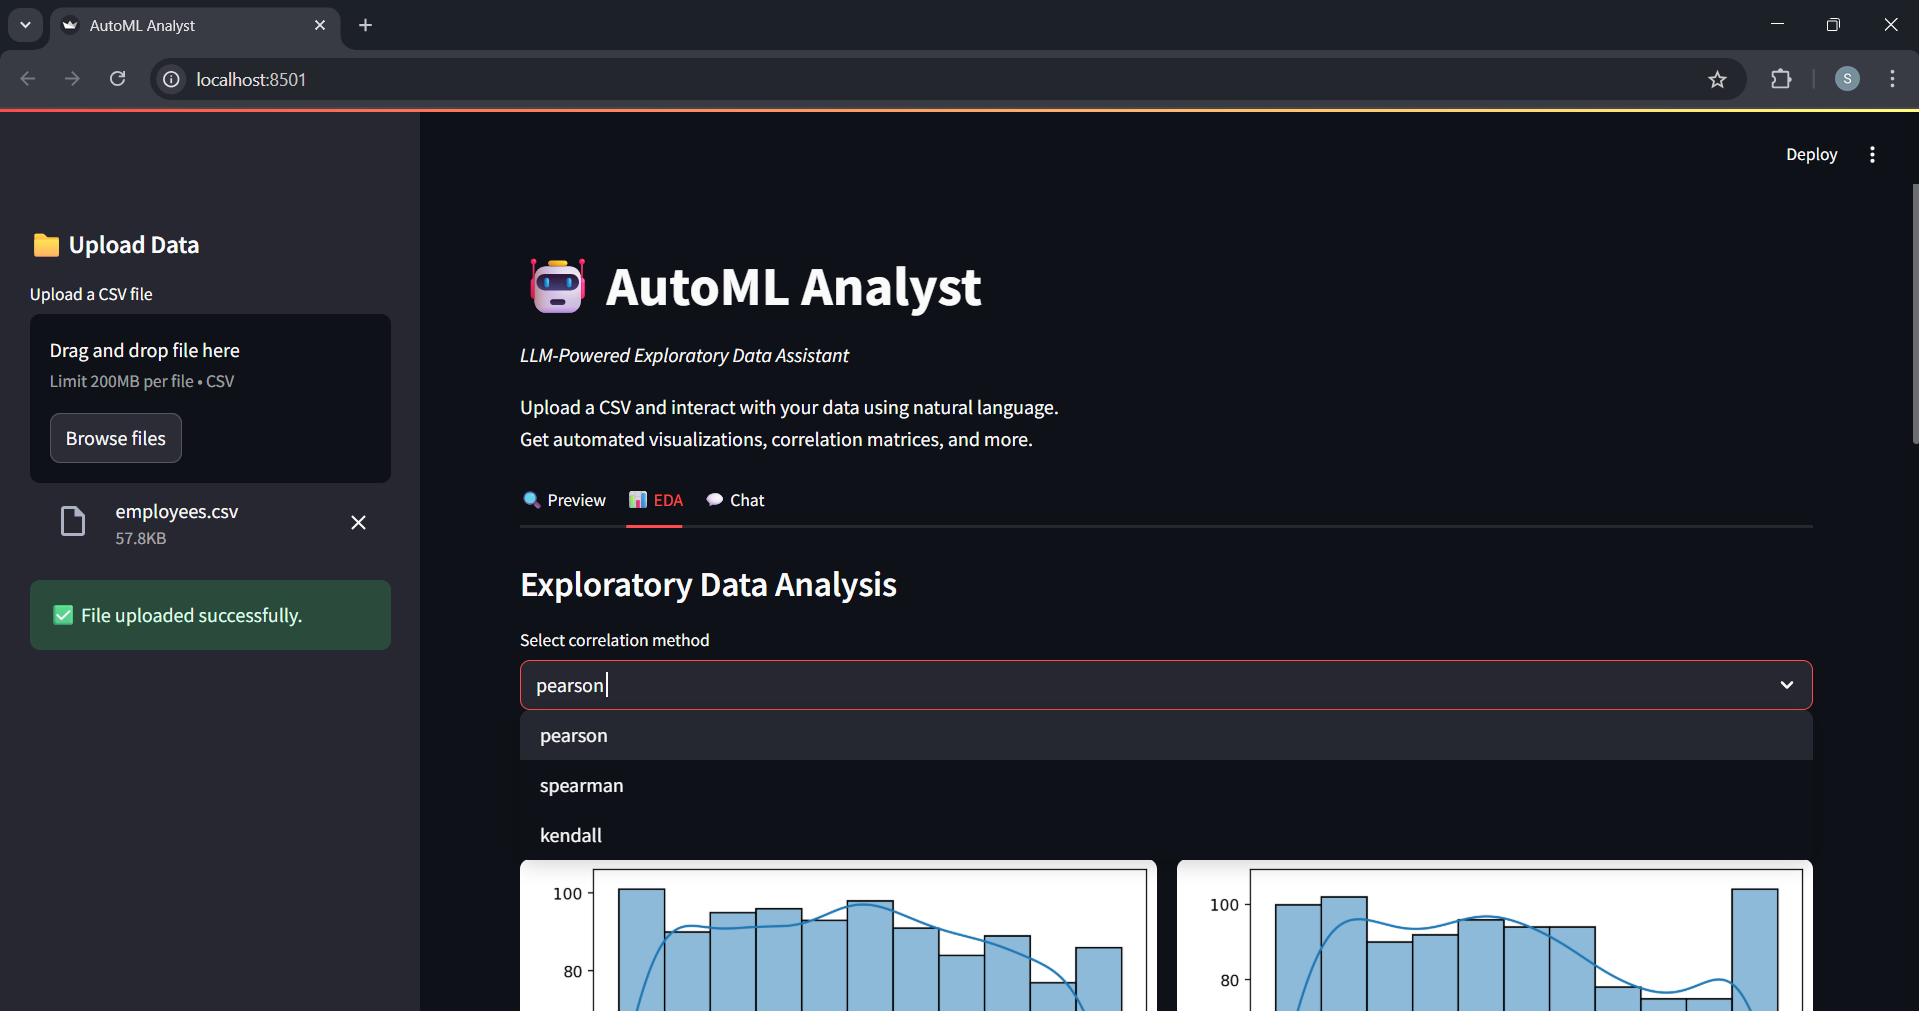 AutoML Analyst
localhost:8501
S
Deploy
Upload Data
Upload a CSV file
Drag and drop file here
Limit 200MB per file • CSV
Browse files
employees.csv
57.8KB
File uploaded successfully.
AutoML Analyst
LLM-Powered Exploratory Data Assistant
Upload a CSV and interact with your data using natural language.
Get automated visualizations, correlation matrices, and more.
Preview EDA Chat
Exploratory Data Analysis
Select correlation method
pearson
pearson
spearman
kendall
100
80
100
80